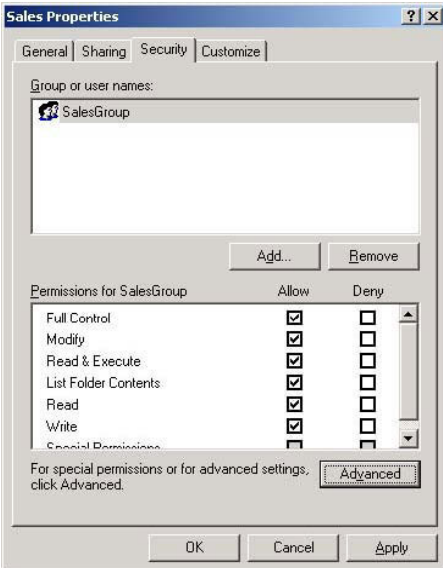 Sales Properties
General Sharing Security Customize
Group or user names:
SalesGroup
Add... Remove
Permissions for SalesGroup Allow Deny
Full Control
Modify
Read & Execute
List Folder Contents
Read
Write
Special Permissions
For special permissions or for advanced settings,
click Advanced.
Advanced
OK Cancel Apply